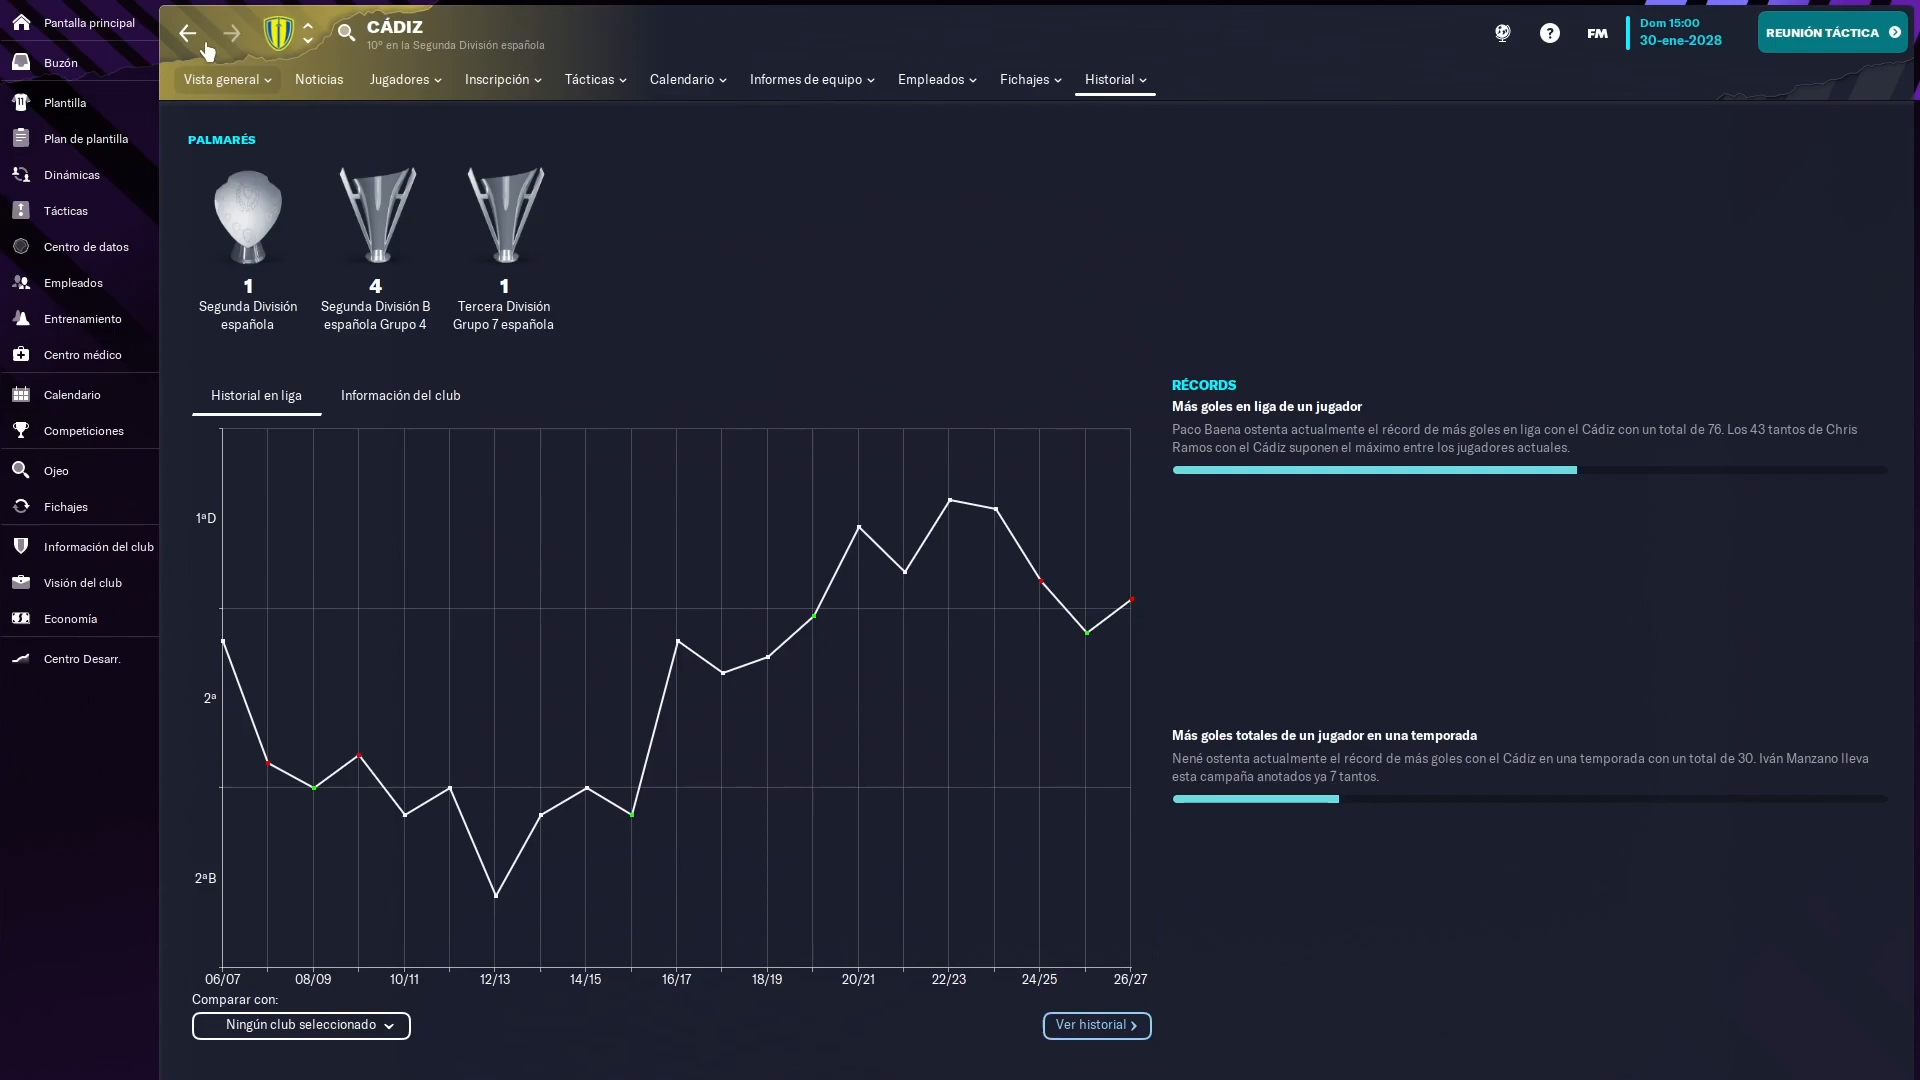 Pantalla principal
Buzón
Plantilla
Plan de plantilla
Dinámicas
Tácticas
Centro de datos
Empleados
Entrenamiento
Centro médico
Calendario
Competiciones
Ojeo
Fichajes
Información del club
Visión del club
Economía
Centro Desarr.
CÁDIZ
10º en la Segunda División española
FM
Dom 15:00
30-ene-2028
REUNIÓN TÁCTICA
Vista general
Noticias
Jugadores
Inscripción
Tácticas
Calendario
Informes de equipo
Empleados
Fichajes
Historial
PALMARÉS
1
Segunda División
española
4
Segunda División B
española Grupo 4
1
Tercera División
Grupo 7 española
Historial en liga
Información del club
1ªD
2ª
2ªB
06/07 08/09 10/11 12/13 14/15 16/17 18/19 20/21 22/23 24/25 26/27
Comparar con:
Ningún club seleccionado
Ver historial
RÉCORDS
Más goles en liga de un jugador
Paco Baena ostenta actualmente el récord de más goles en liga con el Cádiz con un total de 76. Los 43 tantos de Chris
Ramos con el Cádiz suponen el máximo entre los jugadores actuales.
Más goles totales de un jugador en una temporada
Nené ostenta actualmente el récord de más goles con el Cádiz en una temporada con un total de 30. Iván Manzano lleva
esta campaña anotados ya 7 tantos.